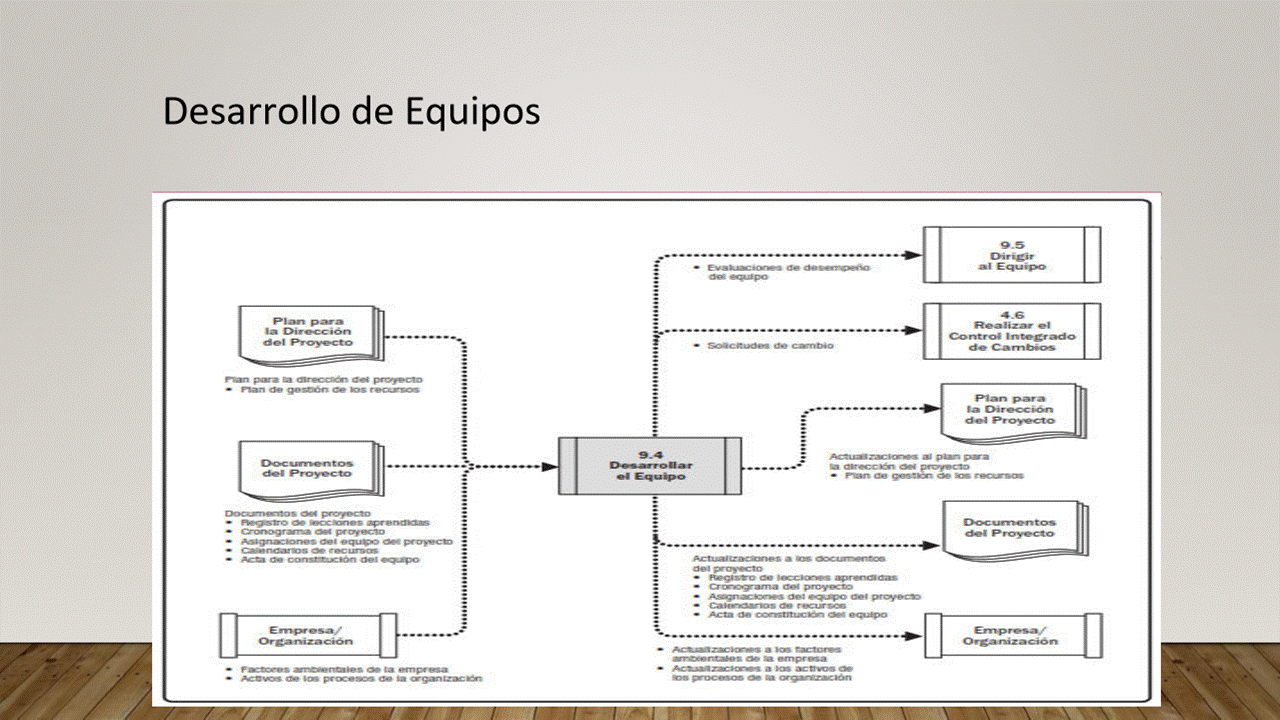 Desarrollo de Equipos
Plan para
la Dirección
del Proyecto
Plan para la dirección del proyecto
• Plan de gestión de los recursos
Documentos
del Proyecto
Documentos del proyecto
• Registro de lecciones aprendidas
• Cronograma del proyecto
• Asignaciones del equipo del proyecto
• Calendarios de recursos
• Acta de constitución del equipo
Empresa/
Organización
• Factores ambientales de la empresa
• Activos de los procesos de la organización
9.4
Desarrollar
el Equipo
• Evaluaciones de desempeño
del equipo
9.5
Dirigir
al Equipo
• Solicitudes de cambio
4.6
Realizar el
Control Integrado
de Cambios
Plan para
la Dirección
del Proyecto
Actualizaciones al plan para
la dirección del proyecto
• Plan de gestión de los recursos
Documentos
del Proyecto
Actualizaciones a los documentos
del proyecto
• Registro de lecciones aprendidas
• Cronograma del proyecto
• Asignaciones del equipo del proyecto
• Calendarios de recursos
• Acta de constitución del equipo
Empresa/
Organización
• Actualizaciones a los factores
ambientales de la empresa
• Actualizaciones a los activos de
los procesos de la organización